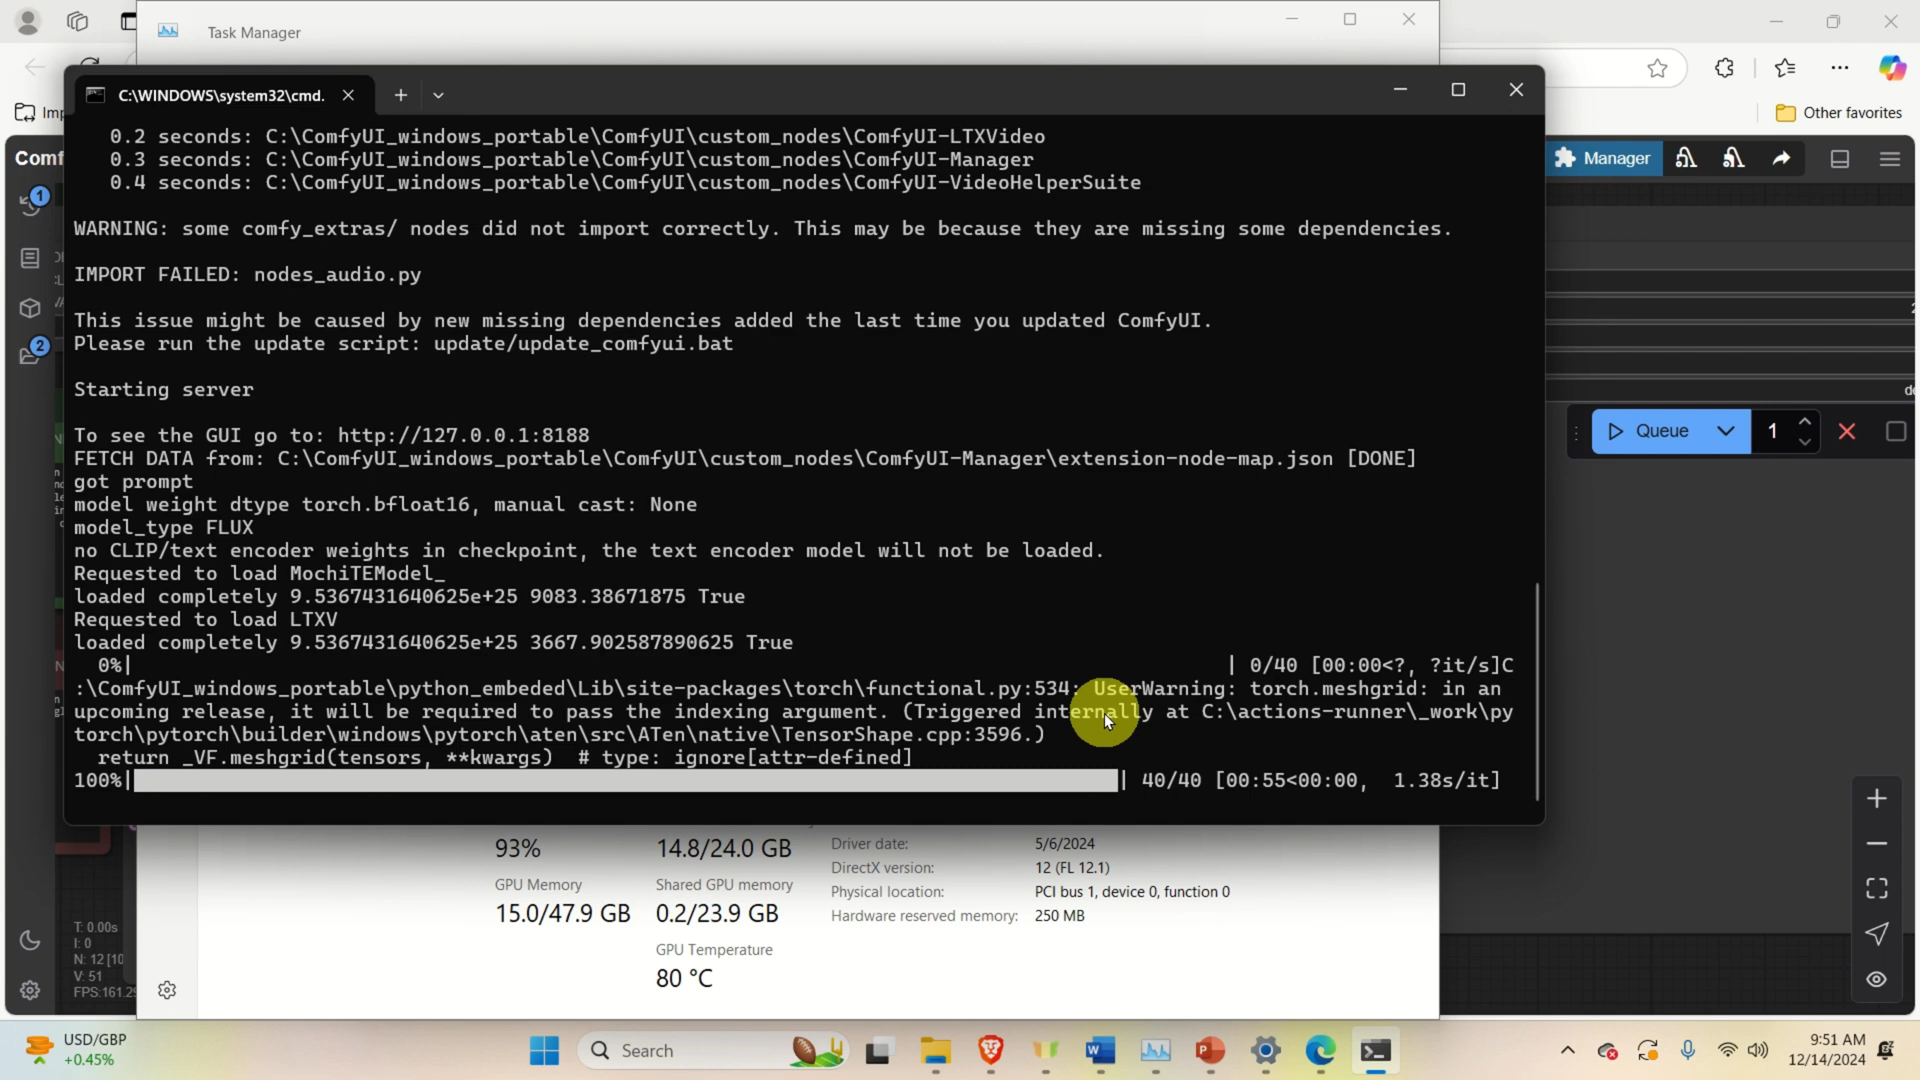 Task Manager
C:\WINDOWS\system32\cmd.
Other favorites
Manager
0.2 seconds: C:\ComfyUI_windows_portable\ComfyUI\custom_nodes\ComfyUI-LTXVideo
0.3 seconds: C:\ComfyUI_windows_portable\ComfyUI\custom_nodes\ComfyUI-Manager
0.4 seconds: C:\ComfyUI_windows_portable\ComfyUI\custom_nodes\ComfyUI-VideoHelperSuite
WARNING: some comfy_extras/ nodes did not import correctly. This may be because they are missing some dependencies.
IMPORT FAILED: nodes_audio.py
This issue might be caused by new missing dependencies added the last time you updated ComfyUI.
Please run the update script: update/update_comfyui.bat
Starting server
To see the GUI go to: http://127.0.0.1:8188
FETCH DATA from: C:\ComfyUI_windows_portable\ComfyUI\custom_nodes\ComfyUI-Manager\extension-node-map.json [DONE]
got prompt
model weight dtype torch.bfloat16, manual cast: None
model_type FLUX
no CLIP/text encoder weights in checkpoint, the text encoder model will not be loaded.
Requested to load MochiTEModel_
loaded completely 9.5367431640625e+25 9083.38671875 True
Requested to load LTXV
loaded completely 9.5367431640625e+25 3667.902587890625 True
0%| | 0/40 [00:00<?, ?it/s]C
:\ComfyUI_windows_portable\python_embeded\Lib\site-packages\torch\functional.py:534: UserWarning: torch.meshgrid: in an
upcoming release, it will be required to pass the indexing argument. (Triggered internally at C:\actions-runner\_work\py
torch\pytorch\builder\windows\pytorch\aten\src\ATen\native\TensorShape.cpp:3596.)
return _VF.meshgrid(tensors, **kwargs)  # type: ignore[attr-defined]
100%| | 40/40 [00:55<00:00, 1.38s/it]
1
2
Queue
1
93%
14.8/24.0 GB
Driver date: 5/6/2024
DirectX version: 12 (FL 12.1)
GPU Memory
Shared GPU memory
Physical location: PCI bus 1, device 0, function 0
15.0/47.9 GB
0.2/23.9 GB
Hardware reserved memory: 250 MB
GPU Temperature
80 °C
T: 0.00s
I: 0
N: 12 [10
V: 51
FPS:161.29
USD/GBP
+0.45%
Search
9:51 AM
12/14/2024